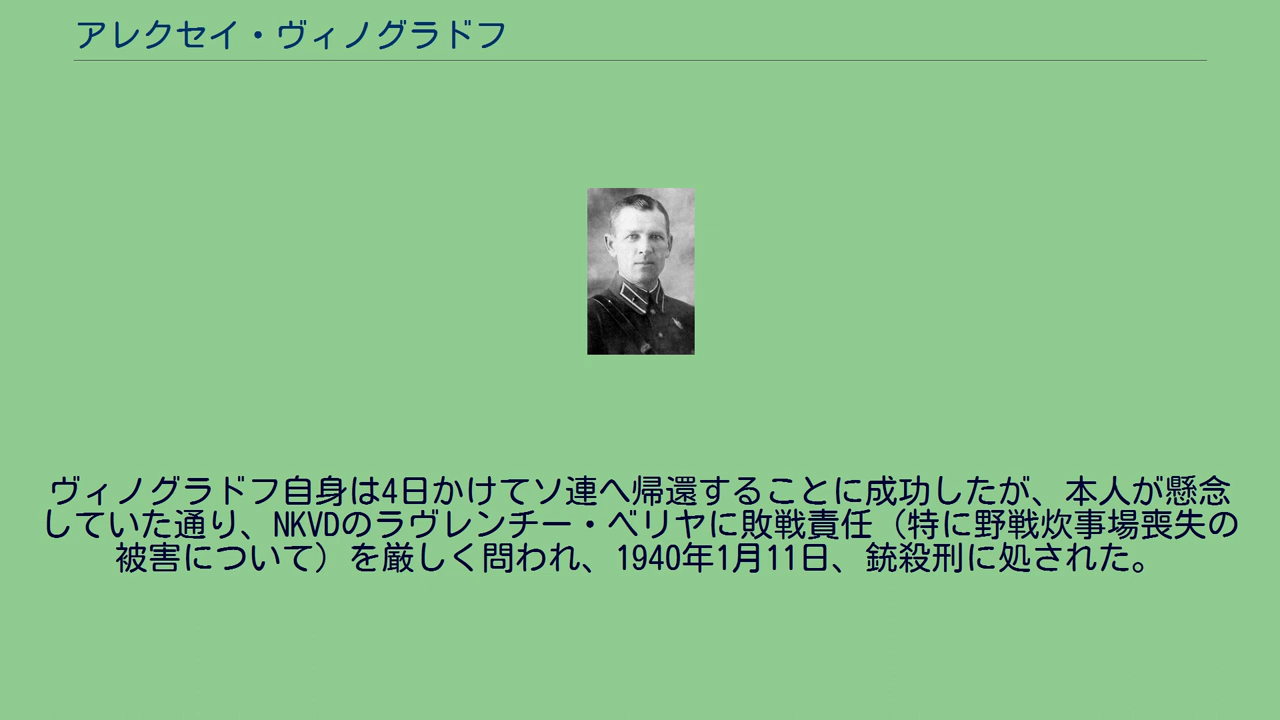 アレクセイ・ヴィノグラドフ
ヴィノグラドフ自身は4日かけてソ連へ帰還することに成功したが、本人が懸念
していた通り、NKVDのラヴレンチー・ベリヤに敗戦責任（特に野戦炊事場喪失の
被害について）を厳しく問われ、1940年1月11日、銃殺刑に処された。